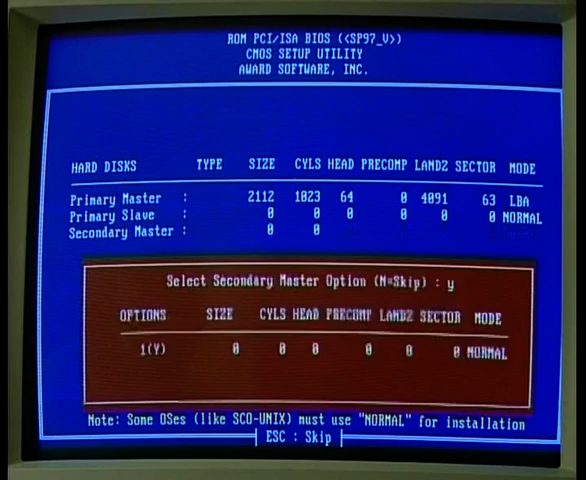 ROM PCI/ISA BIOS (<SP97_V>)
CMOS SETUP UTILITY
AWARD SOFTWARE, INC.
HARD DISKS TYPE SIZE CYLS HEAD PRECOMP LANDZ SECTOR MODE
Primary Master : 2112 1023 64 0 4091 63 LBA
Primary Slave : 0 0 0 0 0 0 NORMAL
Secondary Master : 0 0
Select Secondary Master Option (N=Skip) : y
OPTIONS SIZE CYLS HEAD PRECOMP LANDZ SECTOR MODE
1(Y) 0 0 0 0 0 0 NORMAL
Note: Some OSes (like SCO-UNIX) must use "NORMAL" for installation
ESC : Skip